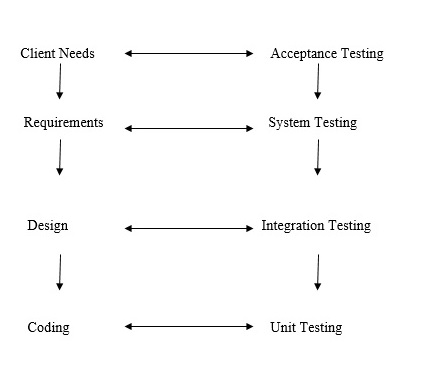 Client Needs
Acceptance Testing
Requirements
System Testing
Design
Integration Testing
Coding
Unit Testing